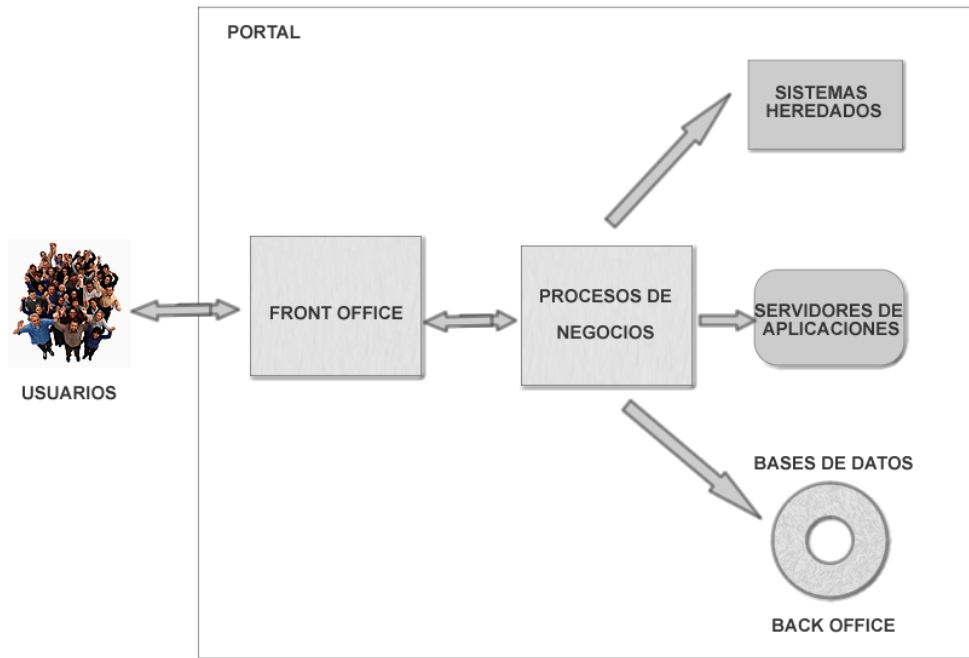 PORTAL
SISTEMAS
HEREDADOS
USUARIOS
FRONT OFFICE
PROCESOS DE
NEGOCIOS
SERVIDORES DE
APLICACIONES
BASES DE DATOS
BACK OFFICE